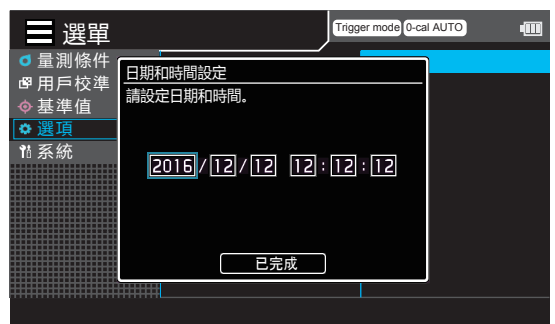 選單
Trigger mode 0-cal AUTO
量測條件
用戶校準
基準值
選項
系統
日期和時間設定
請設定日期和時間。
2016/12/12 12:12:12
已完成